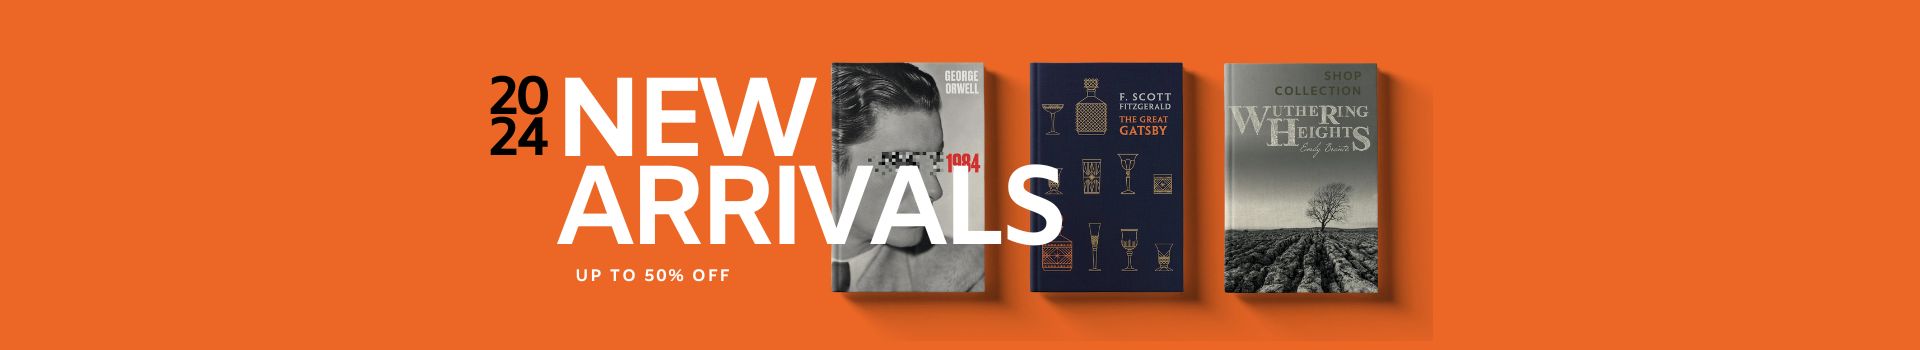 20
24
NEW
ARRIVALS
UP TO 50% OFF
GEORGE
ORWELL
1984
F. SCOTT
FITZGERALD
THE GREAT
GATSBY
SHOP
COLLECTION
WUTHERING
HEIGHTS
Emily Brontë